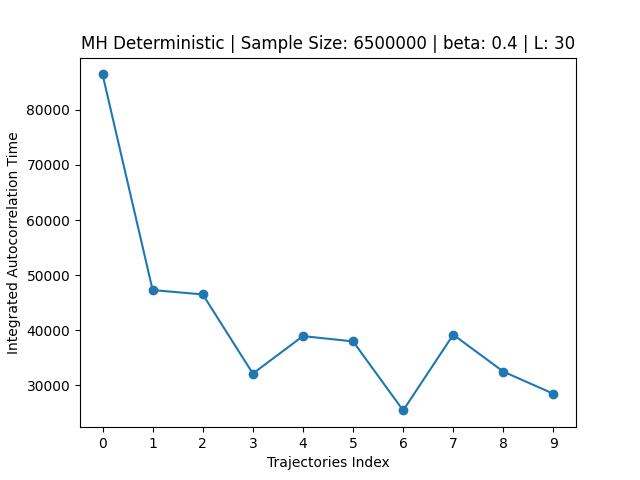 MH Deterministic | Sample Size: 6500000 | beta: 0.4 | L: 30
Integrated Autocorrelation Time
80000
70000
60000
50000
40000
30000
0 1 2 3 4 5 6 7 8 9
Trajectories Index